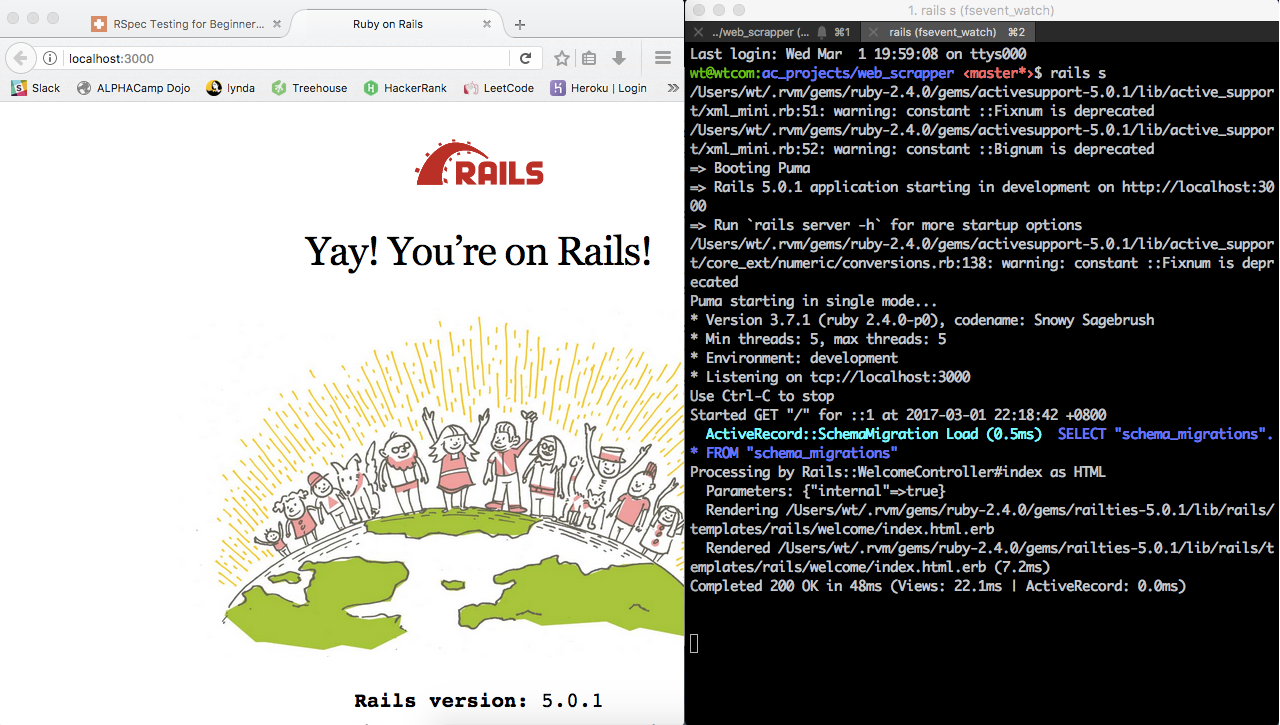 RSpec Testing for Beginner...
Ruby on Rails
localhost:3000
Slack
ALPHACamp Dojo
lynda
Treehouse
HackerRank
LeetCode
Heroku | Login
RAILS
Yay! You’re on Rails!
Rails version: 5.0.1
1. rails s (fsevent_watch)
../web_scrapper (... ⌘1
rails (fsevent_watch) ⌘2
Last login: Wed Mar  1 19:59:08 on ttys000
wt@wtcom:ac_projects/web_scrapper <master*>$ rails s
/Users/wt/.rvm/gems/ruby-2.4.0/gems/activesupport-5.0.1/lib/active_suppor
t/xml_mini.rb:51: warning: constant ::Fixnum is deprecated
/Users/wt/.rvm/gems/ruby-2.4.0/gems/activesupport-5.0.1/lib/active_suppor
t/xml_mini.rb:52: warning: constant ::Bignum is deprecated
=> Booting Puma
=> Rails 5.0.1 application starting in development on http://localhost:30
00
=> Run `rails server -h` for more startup options
/Users/wt/.rvm/gems/ruby-2.4.0/gems/activesupport-5.0.1/lib/active_suppor
t/core_ext/numeric/conversions.rb:138: warning: constant ::Fixnum is depr
ecated
Puma starting in single mode...
* Version 3.7.1 (ruby 2.4.0-p0), codename: Snowy Sagebrush
* Min threads: 5, max threads: 5
* Environment: development
* Listening on tcp://localhost:3000
Use Ctrl-C to stop
Started GET "/" for ::1 at 2017-03-01 22:18:42 +0800
  ActiveRecord::SchemaMigration Load (0.5ms)  SELECT "schema_migrations".
* FROM "schema_migrations"
Processing by Rails::WelcomeController#index as HTML
  Parameters: {"internal"=>true}
  Rendering /Users/wt/.rvm/gems/ruby-2.4.0/gems/railties-5.0.1/lib/rails/
templates/rails/welcome/index.html.erb
  Rendered /Users/wt/.rvm/gems/ruby-2.4.0/gems/railties-5.0.1/lib/rails/t
emplates/rails/welcome/index.html.erb (7.2ms)
Completed 200 OK in 48ms (Views: 22.1ms | ActiveRecord: 0.0ms)